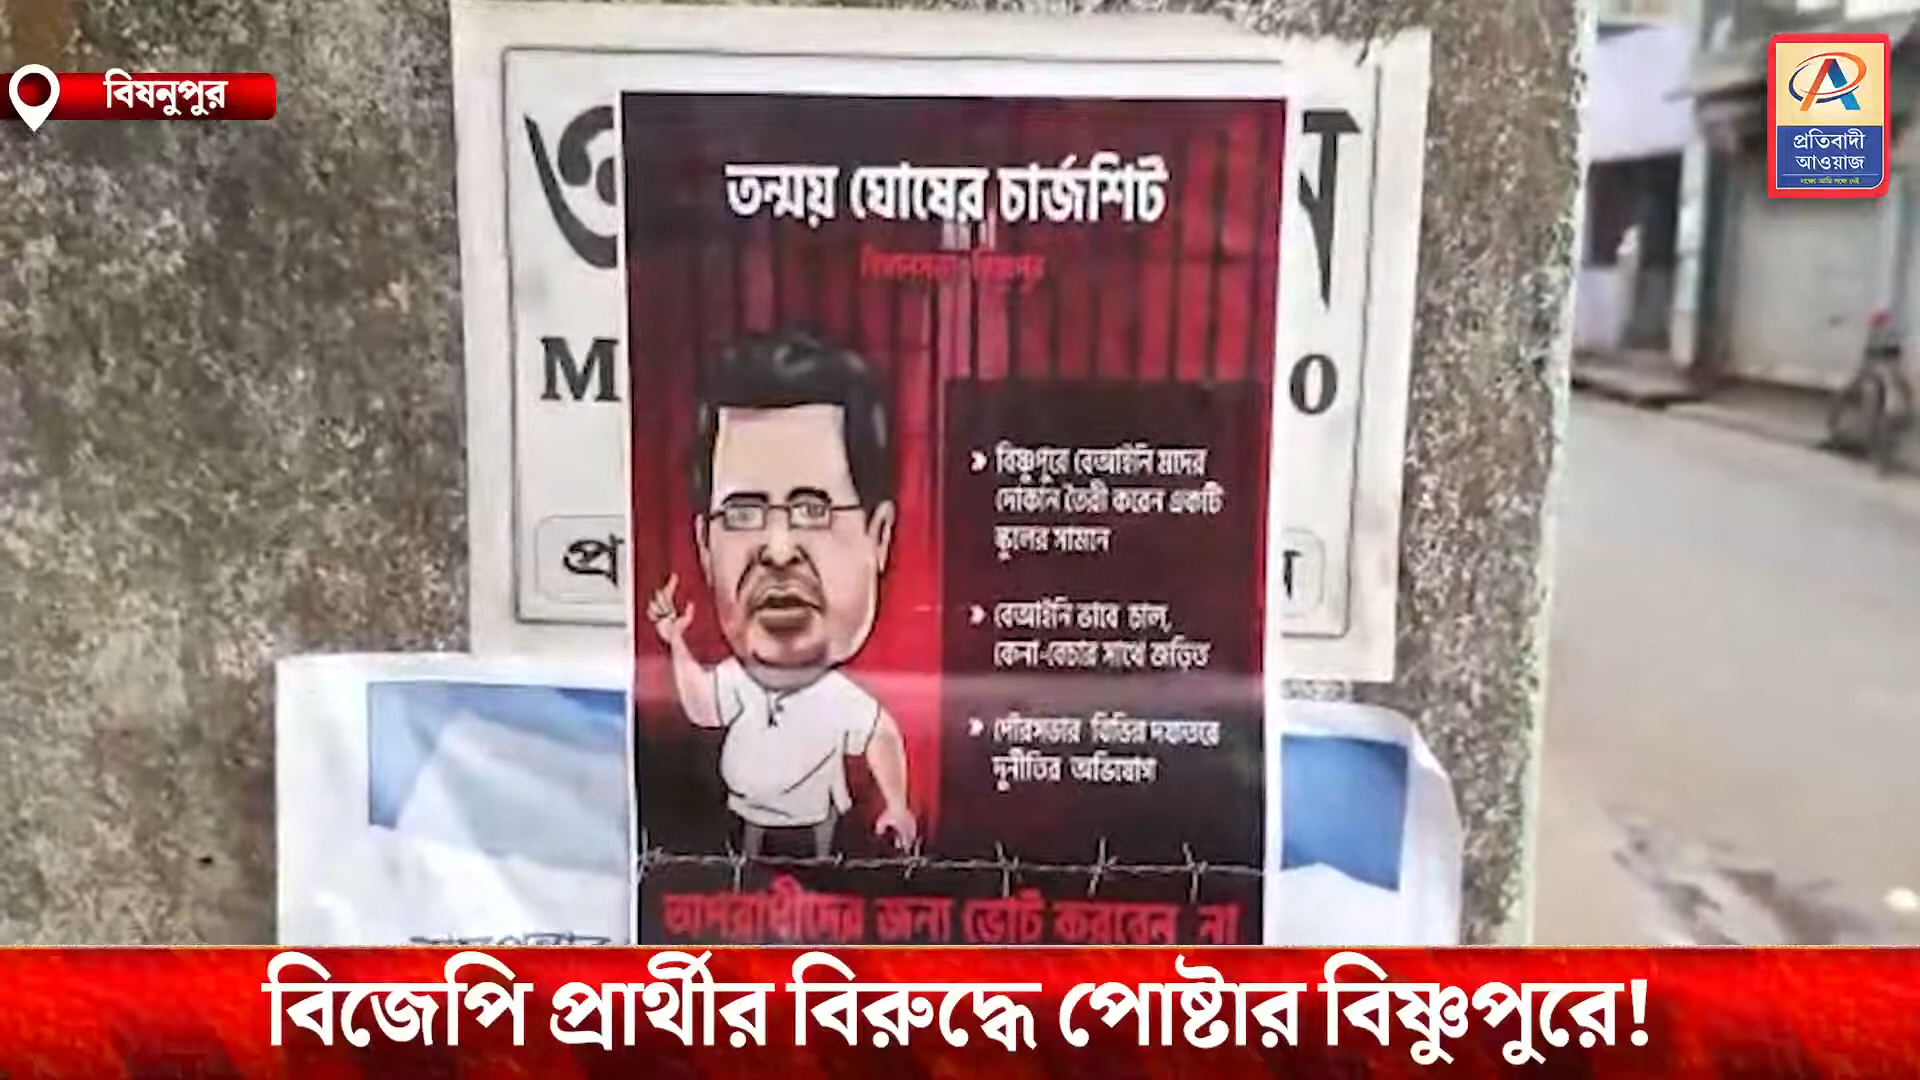 বিষনুপুর
প্রতিবাদী
আওয়াজ
তন্ময় ঘোষের চার্জশিট
M
O
প্র
বিষ্ণুপুরে বেআইনি মদের
দোকান তৈরী করেন একটি
স্কুলের সামনে
বেআইনি ভাবে চাল,
কেনা-বেচার সাথে জড়িত
পৌরসভার বিভিন্ন দফতরে
দুর্নীতির অভিযোগ
অপরাধীদের জন্য ভোট করবেন না
বিজেপি প্রার্থীর বিরুদ্ধে পোষ্টার বিষ্ণুপুরে!